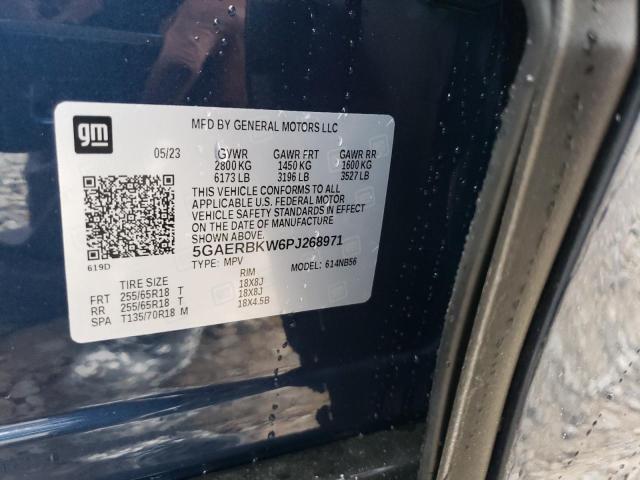 gm
MFD BY GENERAL MOTORS LLC
05/23 GVWR GAWR FRT GAWR RR
2800 KG 1450 KG 1600 KG
6173 LB 3196 LB 3527 LB
THIS VEHICLE CONFORMS TO ALL
APPLICABLE U.S. FEDERAL MOTOR
VEHICLE SAFETY STANDARDS IN EFFECT
ON THE DATE OF MANUFACTURE
5GAERBKW6PJ268971
619D
TYPE: MPV MODEL: 614NB56
TIRE SIZE RIM
FRT 255/65R18 T 18X8J
RR 255/65R18 T 18X8J
SPA T135/70R18 M 18X4.5B